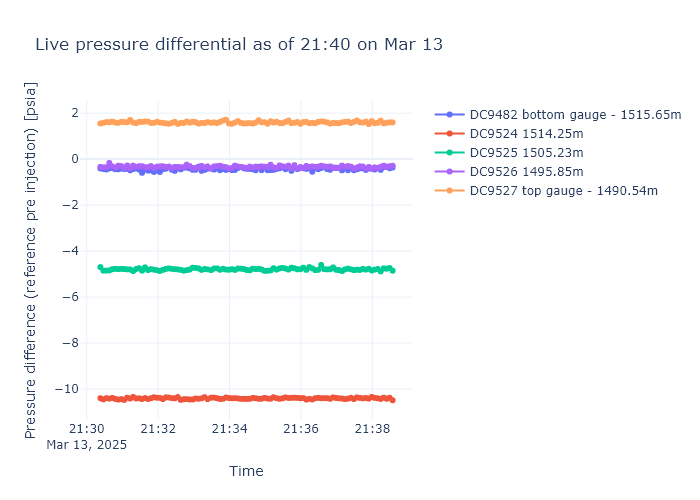 Live pressure differential as of 21:40 on Mar 13
Pressure difference (reference pre injection) [psia]
2
0
−2
−4
−6
−8
−10
21:30
Mar 13, 2025
21:32
21:34
21:36
21:38
Time
DC9482 bottom gauge - 1515.65m
DC9524 1514.25m
DC9525 1505.23m
DC9526 1495.85m
DC9527 top gauge - 1490.54m